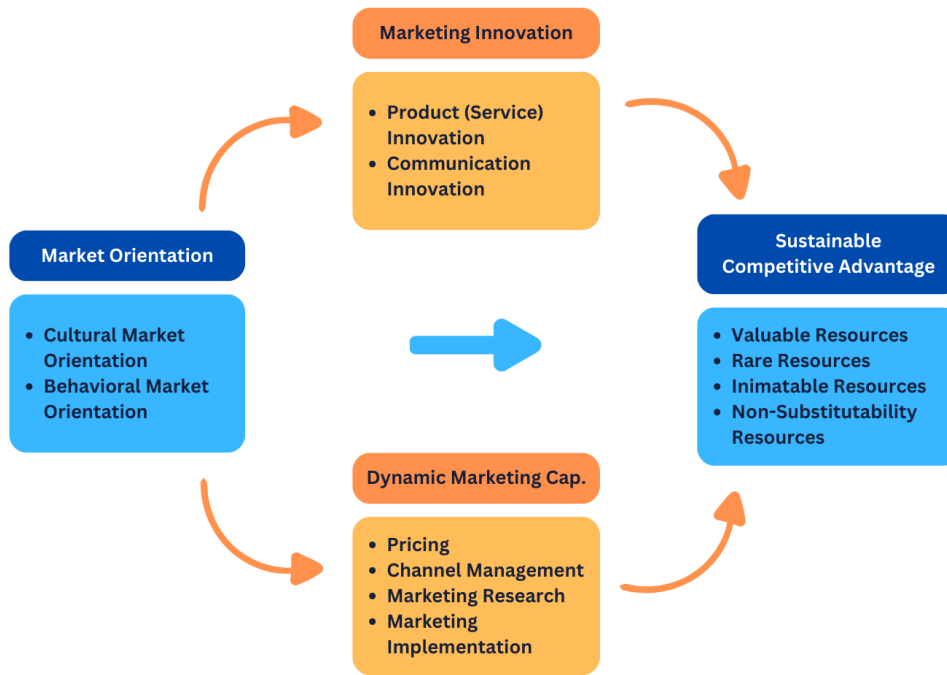 Marketing Innovation
• Product (Service)
Innovation
• Communication
Innovation
Market Orientation
• Cultural Market
Orientation
• Behavioral Market
Orientation
Sustainable
Competitive Advantage
• Valuable Resources
• Rare Resources
• Inimatable Resources
• Non-Substitutability
Resources
Dynamic Marketing Cap.
• Pricing
• Channel Management
• Marketing Research
• Marketing
Implementation